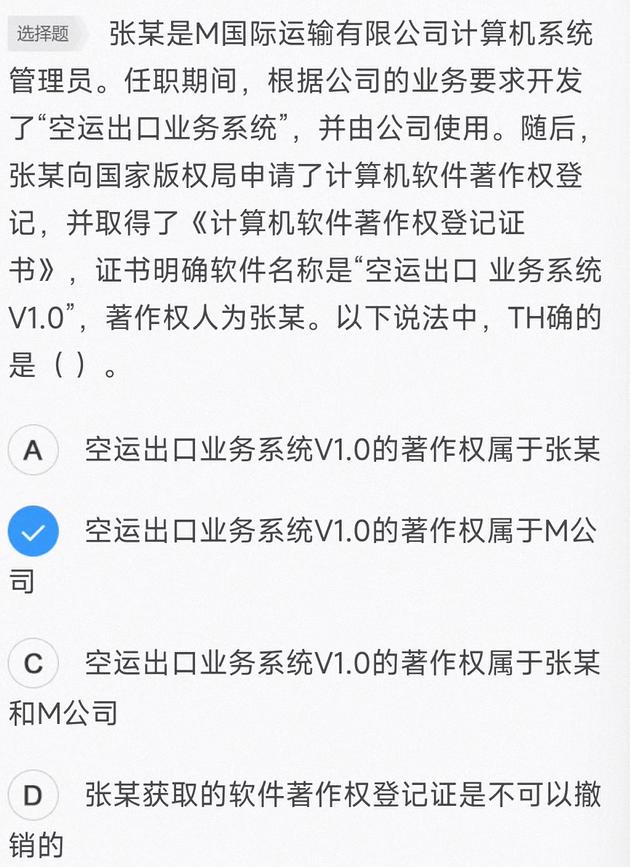 选择题 张某是M国际运输有限公司计算机系统
管理员。任职期间，根据公司的业务要求开发
了“空运出口业务系统”，并由公司使用。随后，
张某向国家版权局申请了计算机软件著作权登
记，并取得了《计算机软件著作权登记证
书》，证书明确软件名称是“空运出口 业务系统
V1.0”，著作权人为张某。以下说法中，TH确的
是（ ）。
A 空运出口业务系统V1.0的著作权属于张某
空运出口业务系统V1.0的著作权属于M公
司
C 空运出口业务系统V1.0的著作权属于张某
和M公司
D 张某获取的软件著作权登记证是不可以撤
销的